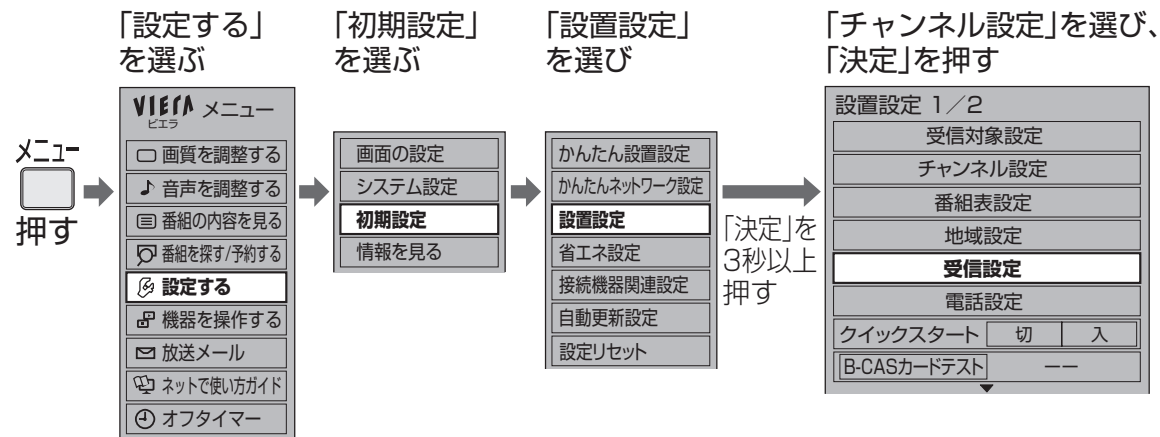 「設定する」
を選ぶ
「初期設定」
を選ぶ
「設置設定」
を選び
「チャンネル設定」を選び、
「決定」を押す
メニュー
押す
VIERA メニュー
ビエラ
画質を調整する
音声を調整する
番組の内容を見る
番組を探す/予約する
設定する
機器を操作する
放送メール
ネットで使い方ガイド
オフタイマー
画面の設定
システム設定
初期設定
情報を見る
かんたん設置設定
かんたんネットワーク設定
設置設定
省エネ設定
接続機器関連設定
自動更新設定
設定リセット
「決定」を
3秒以上
押す
設置設定 1/2
受信対象設定
チャンネル設定
番組表設定
地域設定
受信設定
電話設定
クイックスタート 切 入
B-CASカードテスト ーー